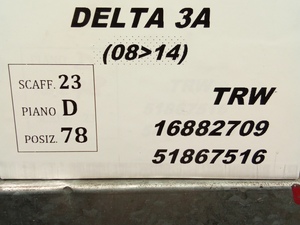 DELTA 3A
(08>14)
SCAFF. 23
PIANO D
POSIZ. 78
TRW
16882709
51867516